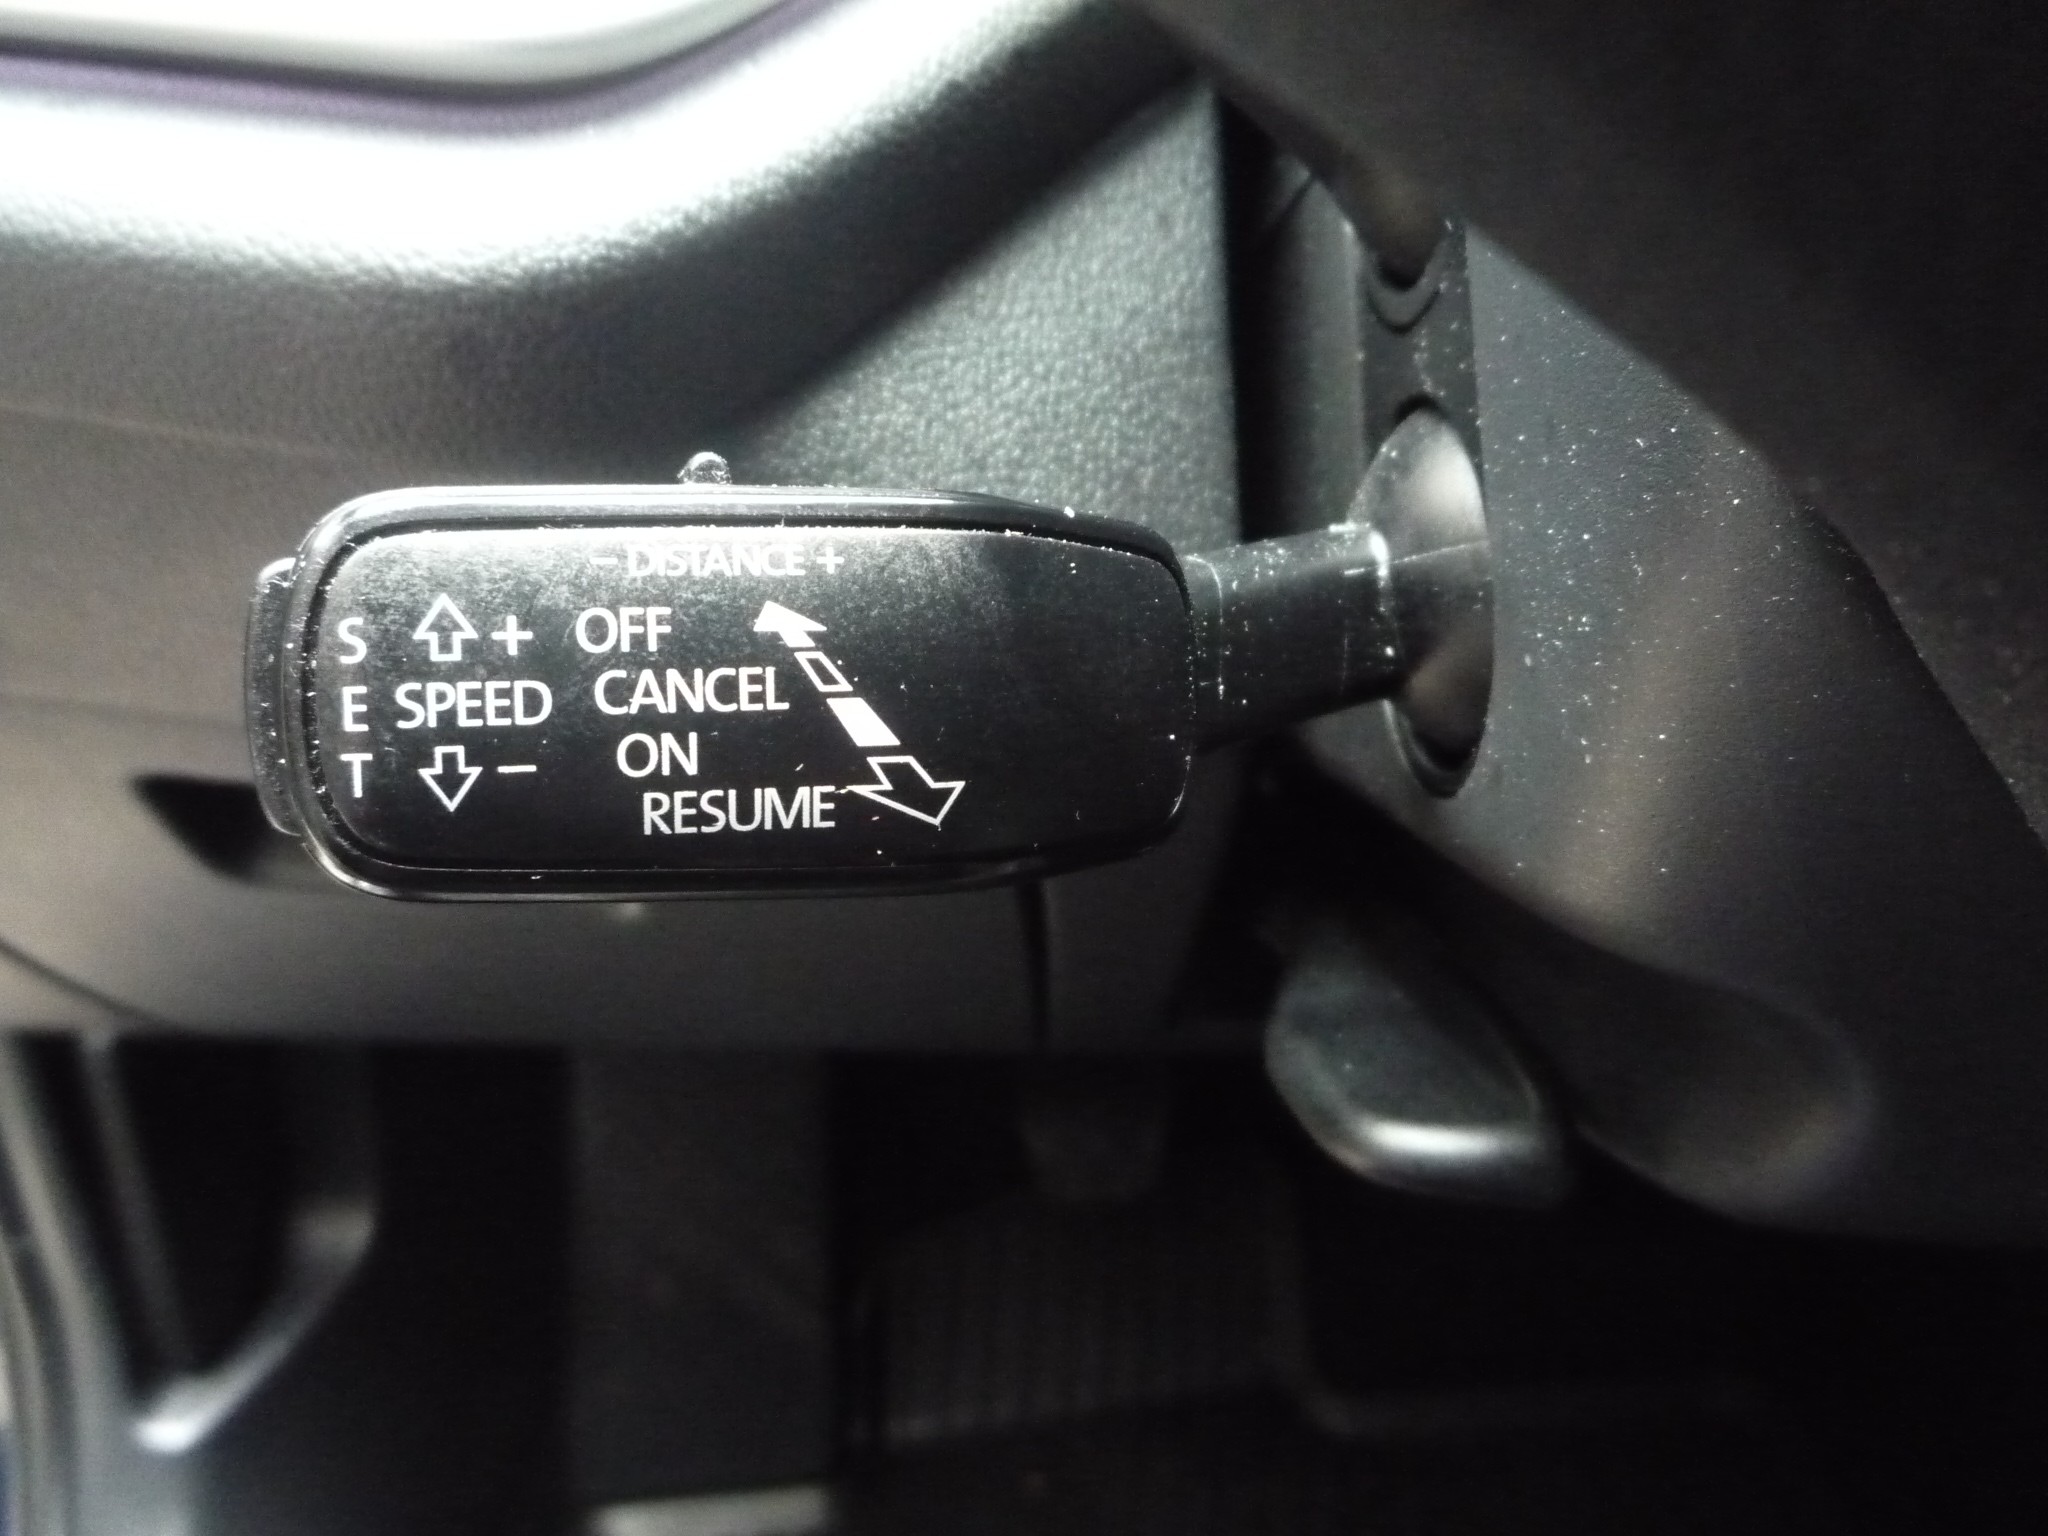 - DISTANCE +
S + OFF
CANCEL
E SPEED
ON
T -
RESUME